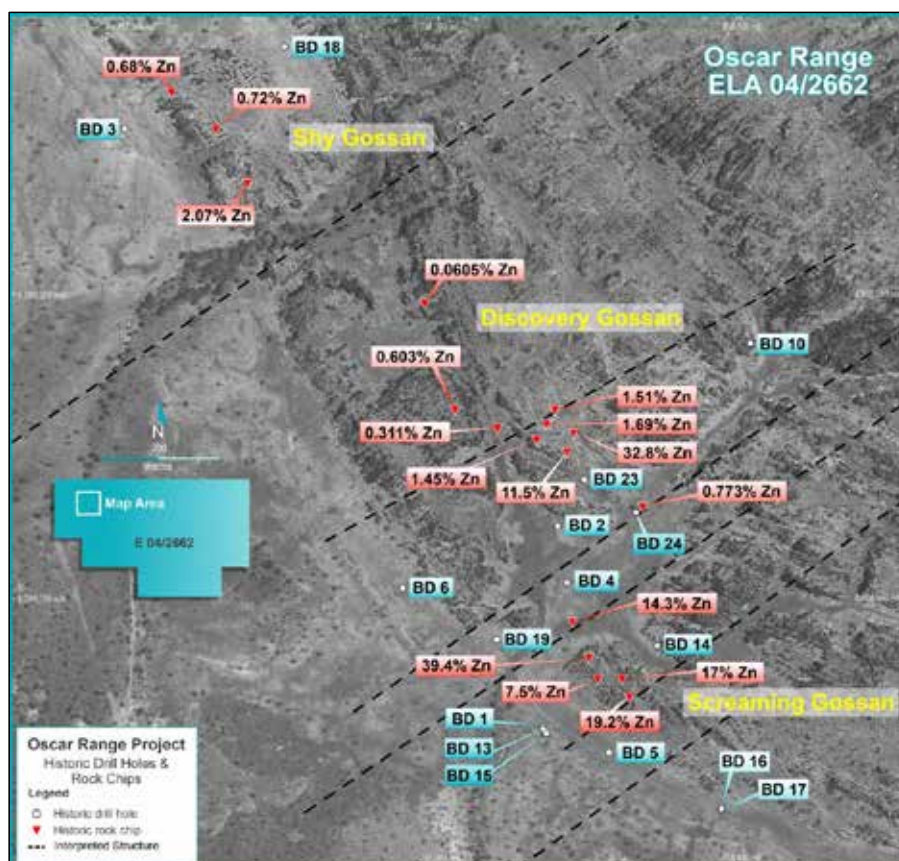 BD 18
Oscar Range
ELA 04/2662
0.68% Zn
0.72% Zn
BD 3
Shy Gossan
2.07% Zn
0.0605% Zn
Discovery Gossan
BD 10
0.603% Zn
1.51% Zn
0.311% Zn
1.69% Zn
N
32.8% Zn
1.45% Zn
11.5% Zn
BD 23
0.773% Zn
Map Area
BD 2
BD 24
E 04/2662
BD 4
BD 6
14.3% Zn
BD 19
BD 14
39.4% Zn
17% Zn
7.5% Zn
Screaming Gossan
19.2% Zn
BD 1
BD 13
BD 5
BD 15
BD 16
BD 17
Oscar Range Project
Historic Drill Holes &
Rock Chips
Legend
Historic drill hole
Historic rock chip
Interpreted Structure